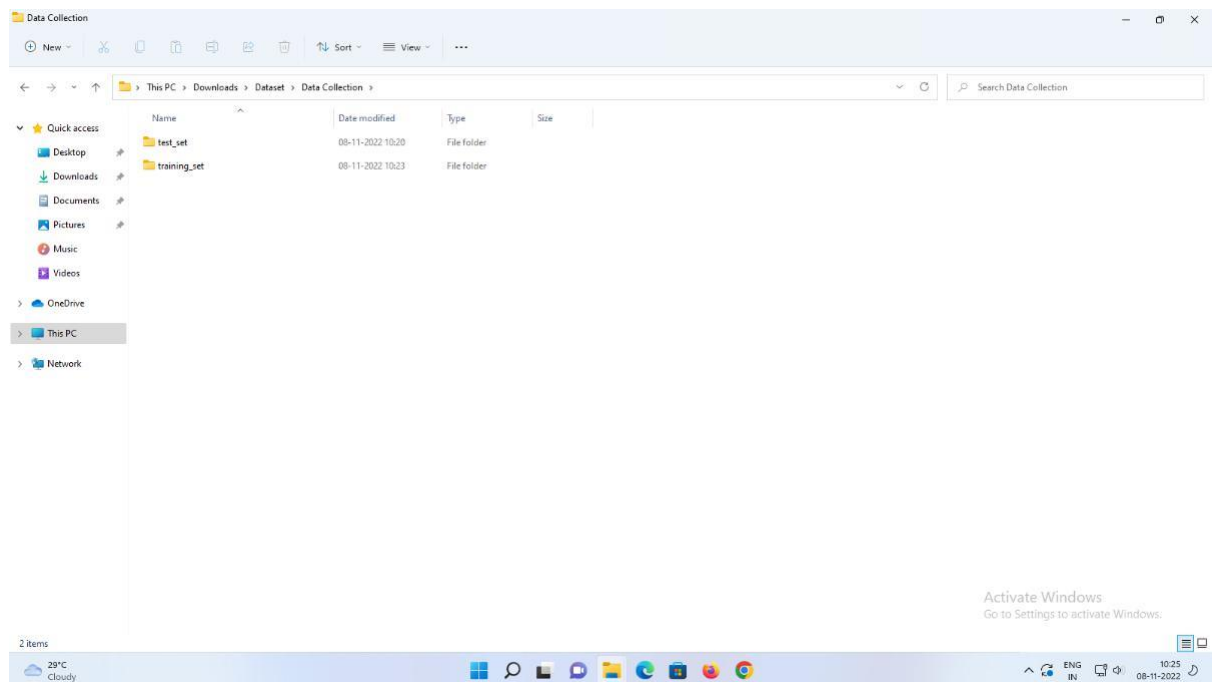 Data Collection
New
Sort
View
This PC > Downloads > Dataset > Data Collection >
Search Data Collection
Name Date modified Type Size
test_set 08-11-2022 10:20 File folder
training_set 08-11-2022 10:23 File folder
Quick access
Desktop
Downloads
Documents
Pictures
Music
Videos
OneDrive
This PC
Network
Activate Windows
Go to Settings to activate Windows.
2 items
29°C
Cloudy
ENG
IN
10:25
08-11-2022